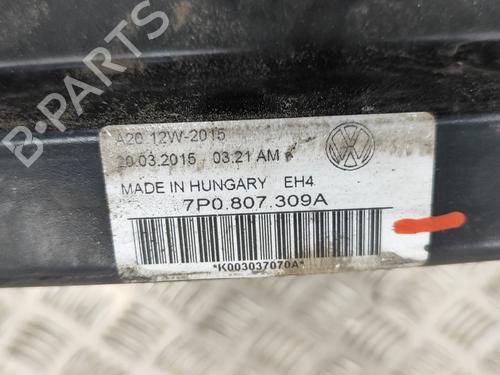 B-PARTS
A20 12W-2015
20.03.2015 03.21 AM
MADE IN HUNGARY EH4
7P0.807.309A
*K003037070A*